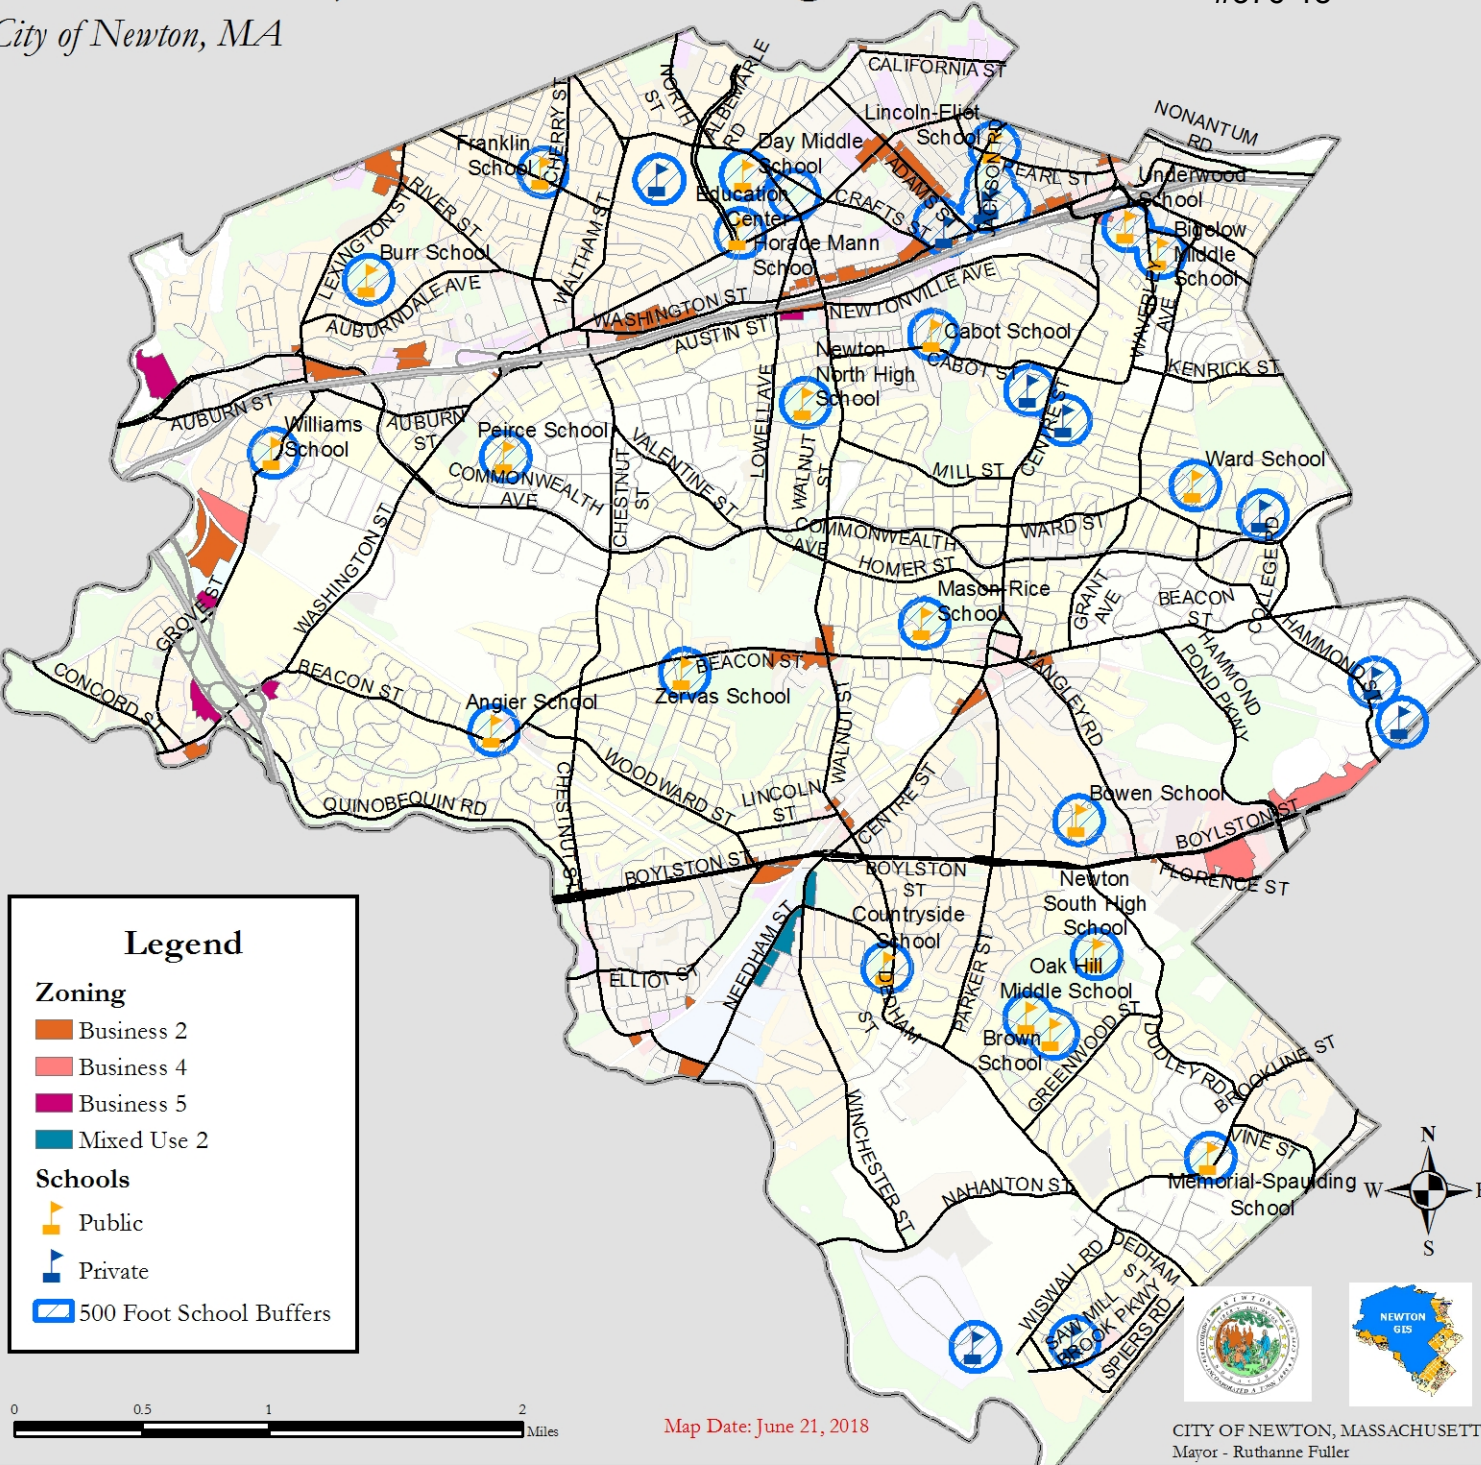 City of Newton, MA
CALIFORNIA ST
NORTH
ST
ALBEMARLE
RD
CHERRY ST
NONANTUM
RD
Lincoln-Eliot
School
Franklin
School
Day Middle
School
JACKSON RD
PEARL ST
ADAMS ST
Underwood
School
Education
Center
CRAFTS ST
RIVER ST
LEXINGTON ST
WALTHAM ST
Burr School
Horace Mann
School
Bigelow
Middle
School
AUBURNDALE AVE
WASHINGTON ST
NEWTONVILLE AVE
AUSTIN ST
WAVERLEY
AVE
Cabot School
Newton
North High
School
CABOT ST
KENRICK ST
LOWELL AVE
AUBURN ST
AUBURN
ST
Williams
School
Peirce School
VALENTINE ST
WALNUT
ST
CENTRE ST
MILL ST
Ward School
COMMONWEALTH
AVE
CHESTNUT
ST
COMMONWEALTH
AVE
WARD ST
HOMER ST
COLLEGE RD
WASHINGTON ST
GROVE ST
Mason-Rice
School
GRANT
AVE
BEACON
ST
HAMMOND ST
HAMMOND
POND PKWY
CONCORD ST
BEACON ST
BEACON ST
Zervas School
Angier School
LANGLEY RD
WALNUT ST
WOODWARD ST
LINCOLN
ST
CENTRE ST
QUINOBEQUIN RD
CHESTNUT ST
Bowen School
BOYLSTON ST
BOYLSTON ST
BOYLSTON
ST
FLORENCE ST
Newton
South High
School
Countryside
School
NEEDHAM ST
ELLIOT ST
PARKER ST
Oak Hill
Middle School
DEDHAM
ST
Brown
School
GREENWOOD ST
DUDLEY RD
BROOKLINE ST
WINCHESTER ST
VINE ST
Memorial-Spaulding
School
NAHANTON ST
WISWALL RD
DEDHAM
ST
SAW MILL
BROOK PKWY
SPIERS RD
Legend
Zoning
Business 2
Business 4
Business 5
Mixed Use 2
Schools
Public
Private
500 Foot School Buffers
N
W
S
NEWTON
GIS
0 0.5 1 2
Miles
Map Date: June 21, 2018
CITY OF NEWTON, MASSACHUSETT
Mayor - Ruthanne Fuller